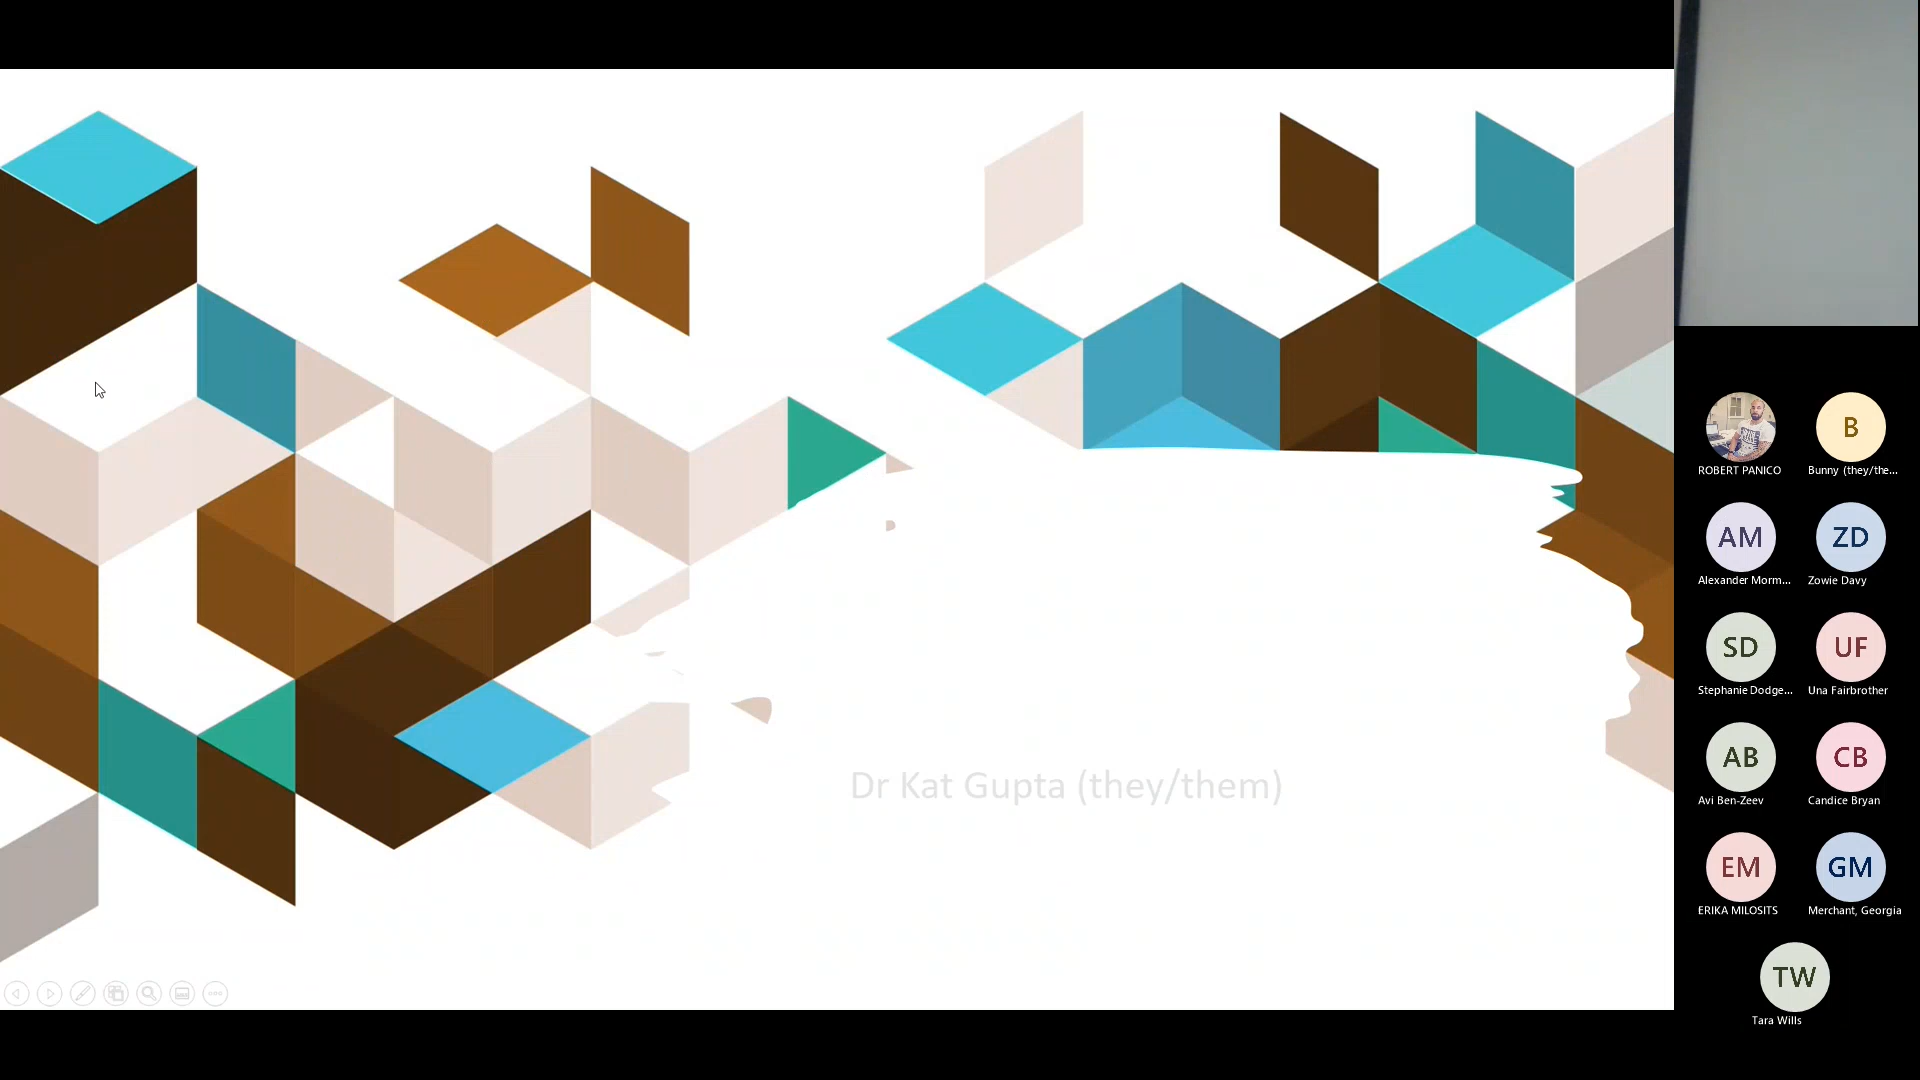 Dr Kat Gupta (they/them)
ROBERT PANICO
B
Bunny (they/the...
AM
Alexander Morm...
ZD
Zowie Davy
SD
Stephanie Dodge...
UF
Una Fairbrother
AB
Avi Ben-Zeev
CB
Candice Bryan
EM
ERIKA MILOSITS
GM
Merchant, Georgia
TW
Tara Wills